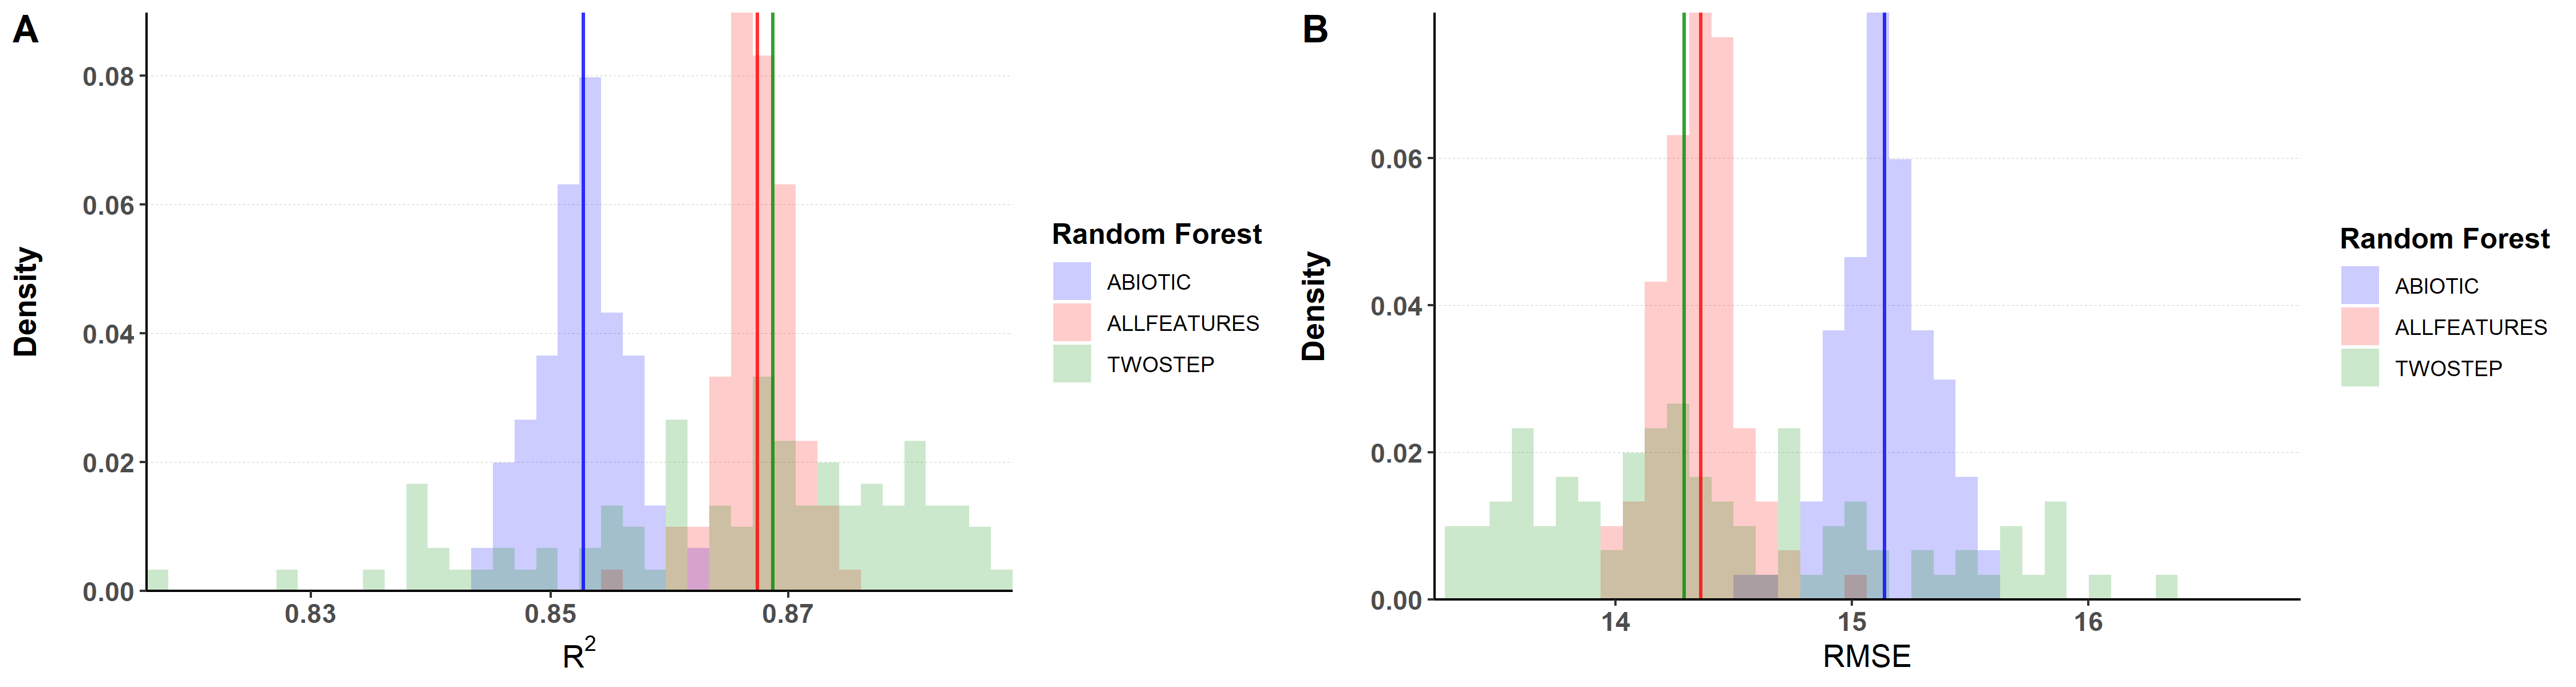 A
Density
0.08
0.06
0.04
0.02
0.00
0.83 0.85 0.87
R²
Random Forest
ABIOTIC
ALLFEATURES
TWOSTEP
B
Density
0.06
0.04
0.02
0.00
14 15 16
RMSE
Random Forest
ABIOTIC
ALLFEATURES
TWOSTEP